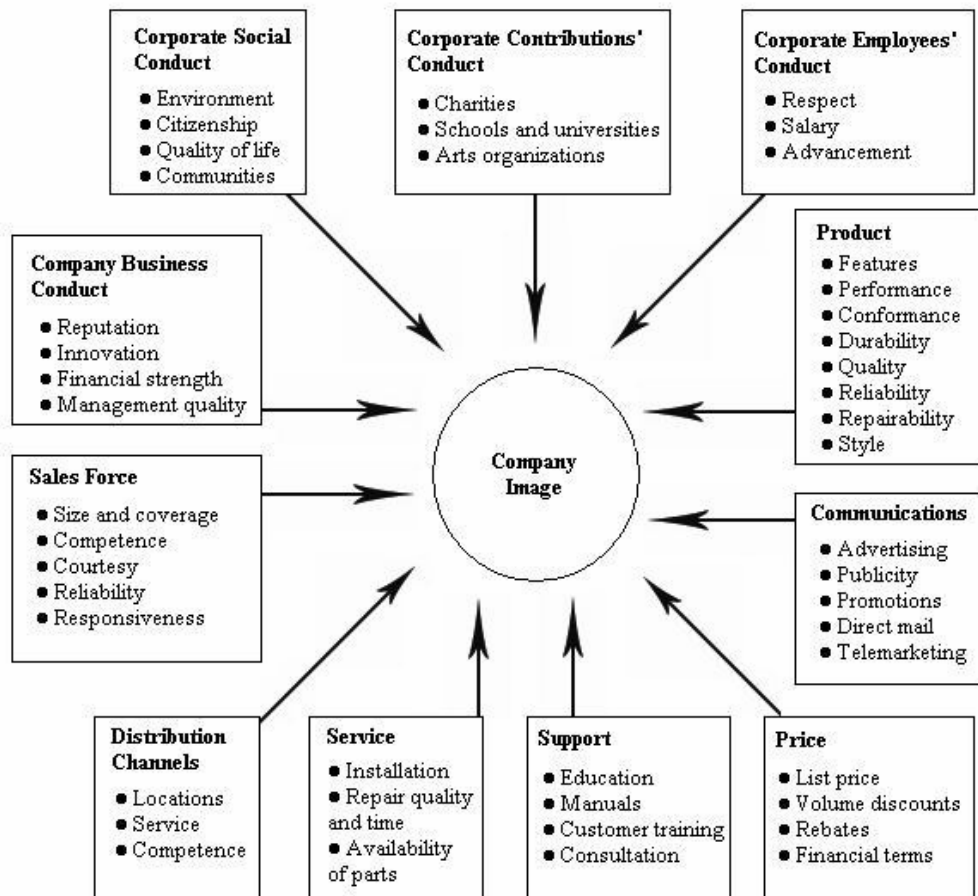 Corporate Social
Conduct
● Environment
● Citizenship
● Quality of life
● Communities
Corporate Contributions'
Conduct
● Charities
● Schools and universities
● Arts organizations
Corporate Employees'
Conduct
● Respect
● Salary
● Advancement
Company Business
Conduct
● Reputation
● Innovation
● Financial strength
● Management quality
Product
● Features
● Performance
● Conformance
● Durability
● Quality
● Reliability
● Repairability
● Style
Company
Image
Sales Force
● Size and coverage
● Competence
● Courtesy
● Reliability
● Responsiveness
Communications
● Advertising
● Publicity
● Promotions
● Direct mail
● Telemarketing
Distribution
Channels
● Locations
● Service
● Competence
Service
● Installation
● Repair quality
and time
● Availability
of parts
Support
● Education
● Manuals
● Customer training
● Consultation
Price
● List price
● Volume discounts
● Rebates
● Financial terms